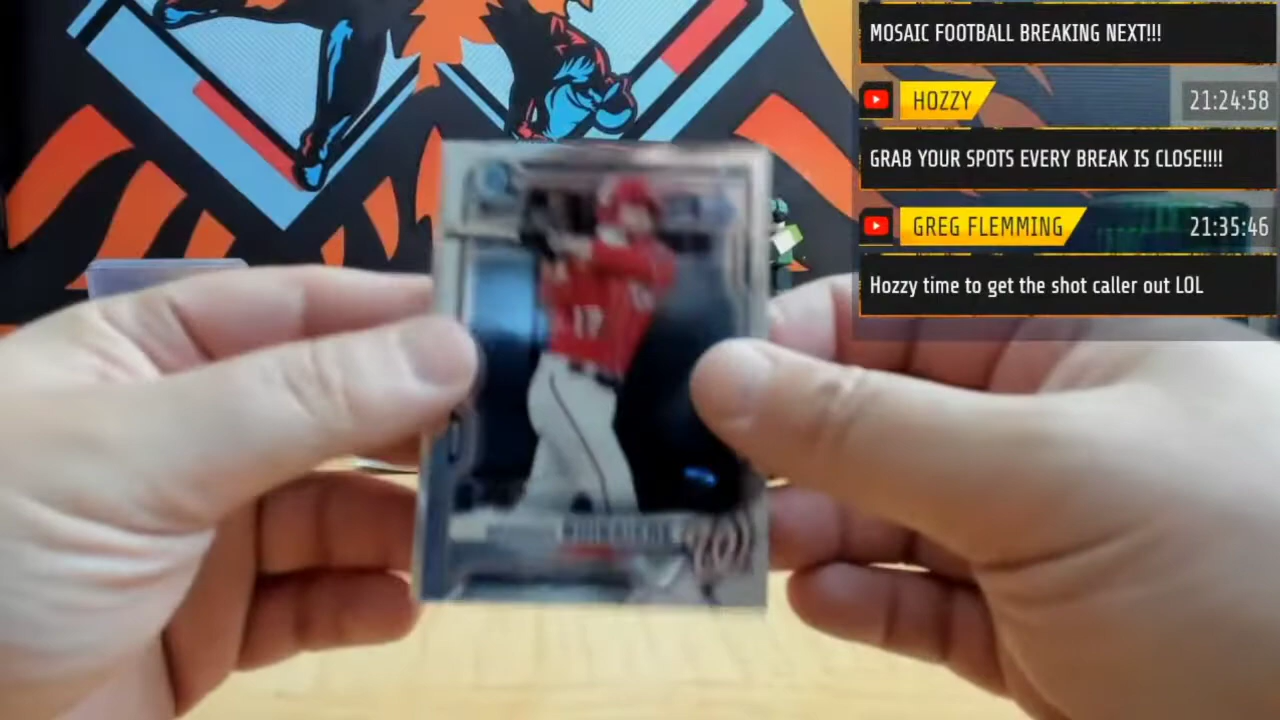 MOSAIC FOOTBALL BREAKING NEXT!!!
HOZZY
21:24:58
GRAB YOUR SPOTS EVERY BREAK IS CLOSE!!!!
GREG FLEMMING
21:35:46
Hozzy time to get the shot caller out LOL
17